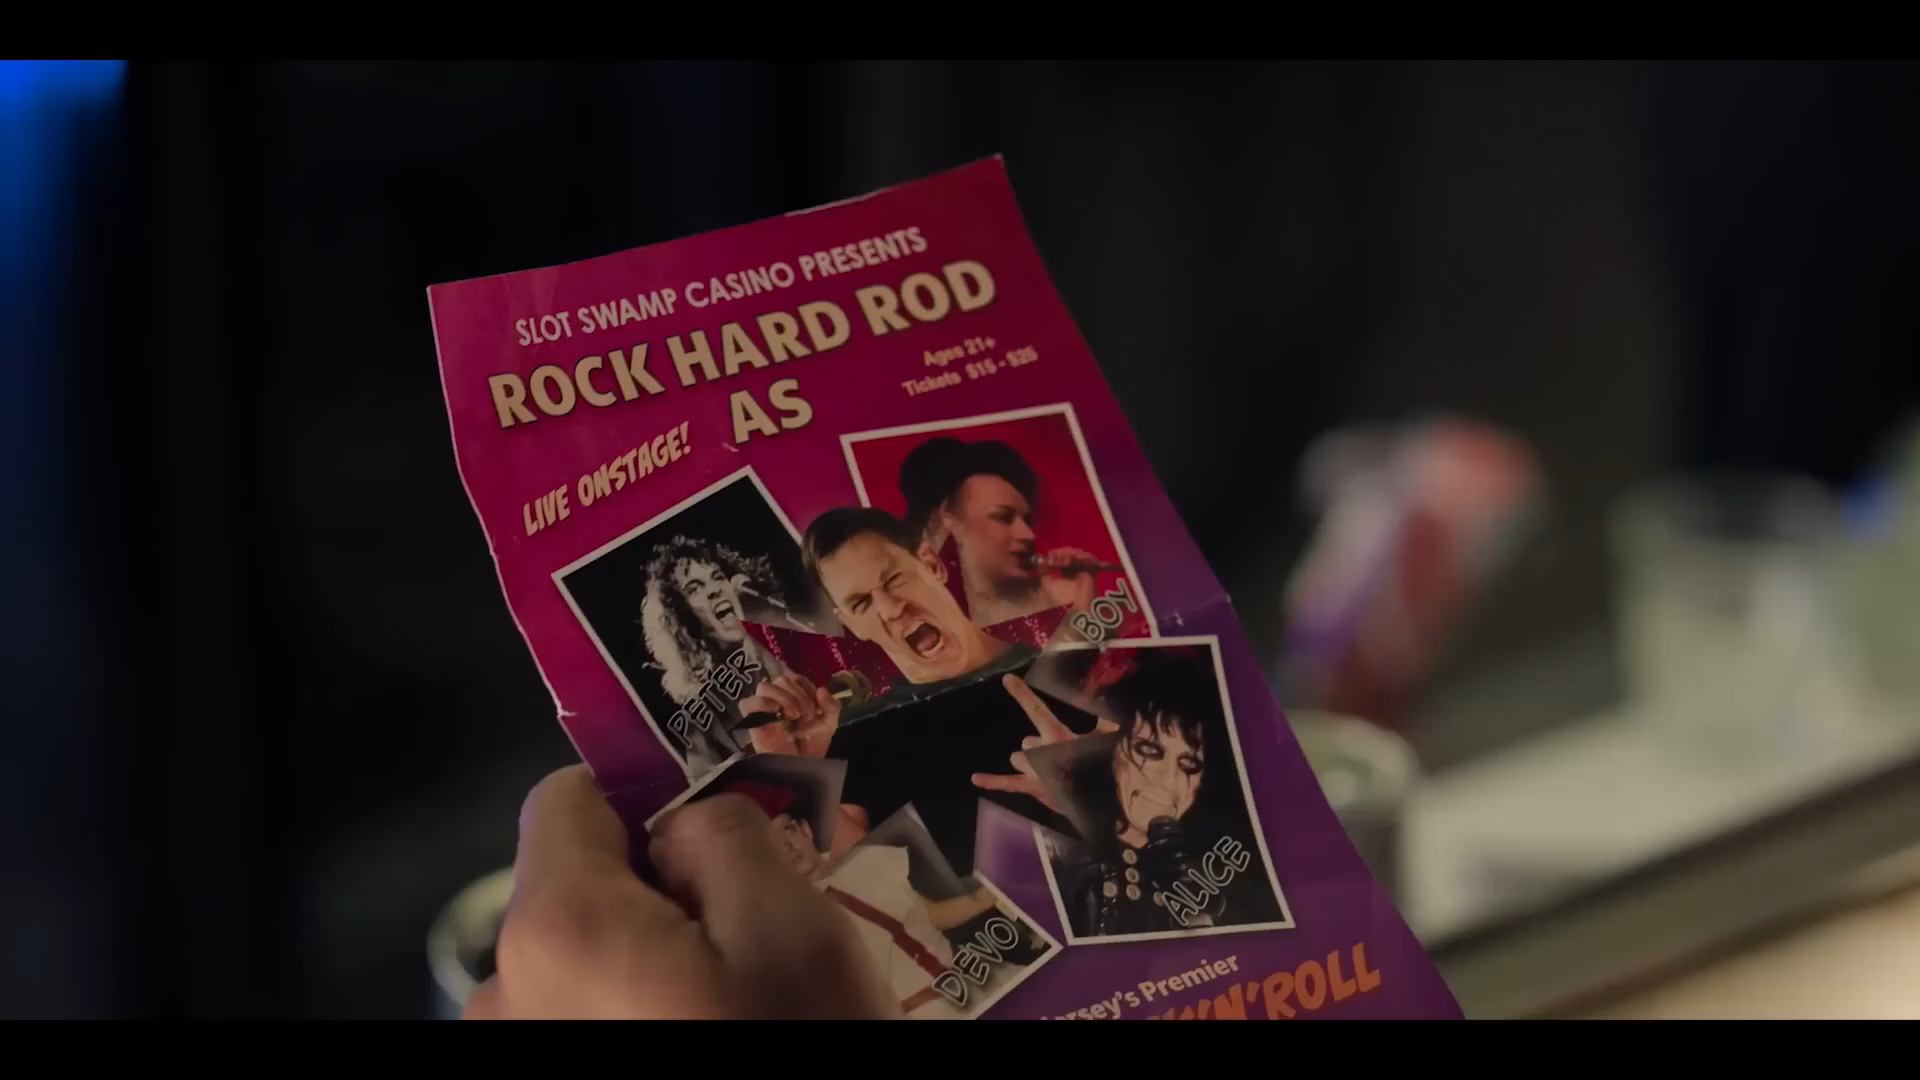 SLOT SWAMP CASINO PRESENTS
ROCK HARD ROD
AS
Ages 21+
Tickets $15 - $25
LIVE ONSTAGE!
PETER
BOY
ALICE
DEVO
Premier
'N'ROLL